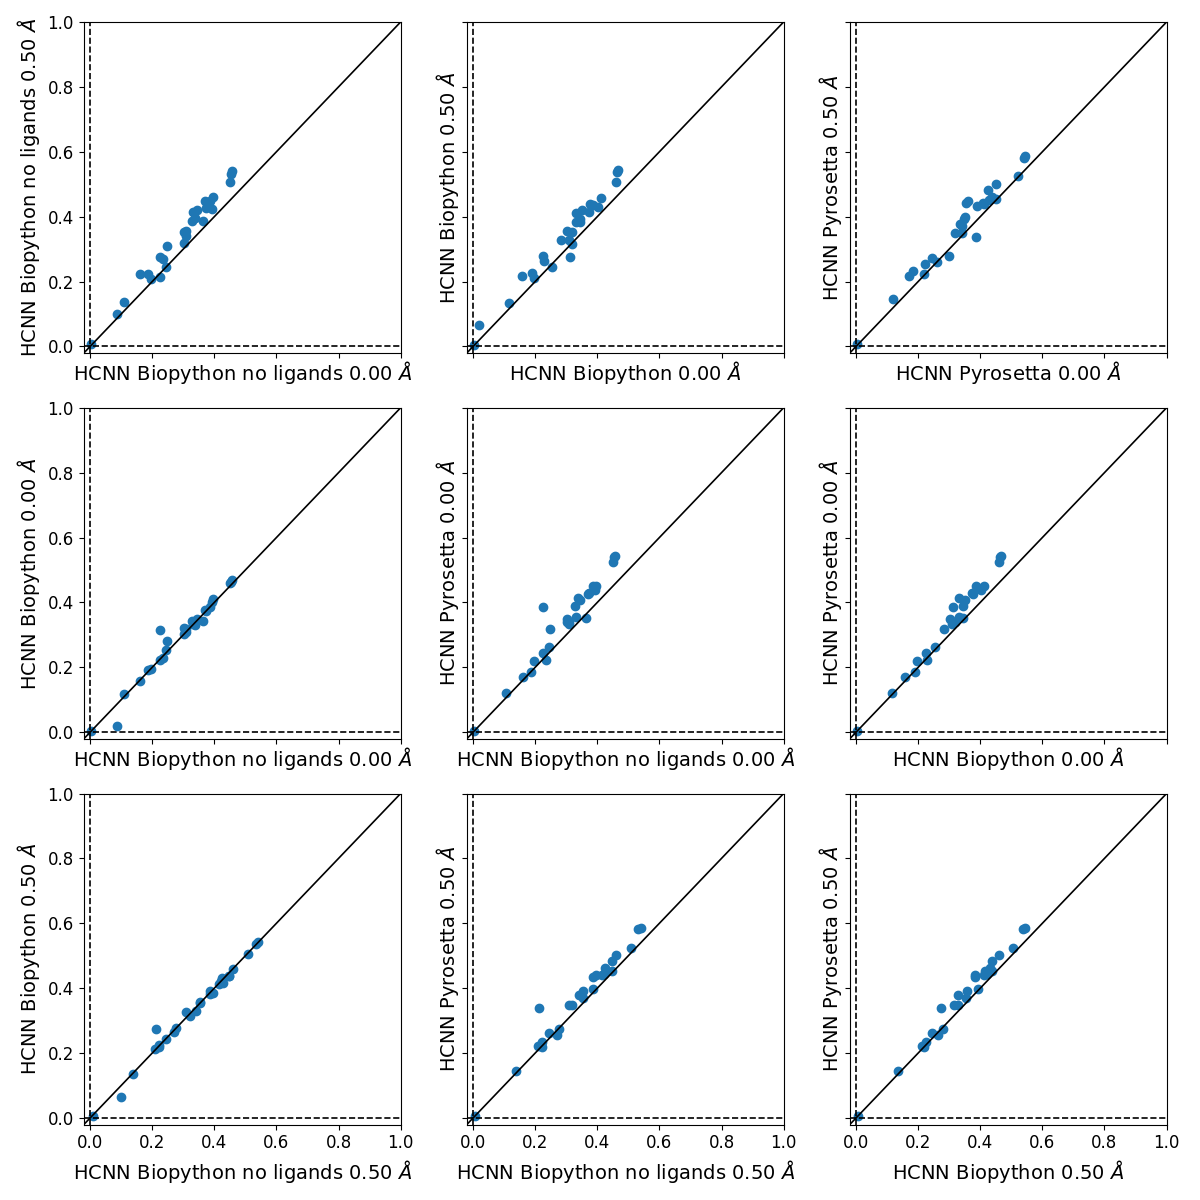 HCNN Biopython no ligands 0.50 Å
1.0
0.8
0.6
0.4
0.2
0.0
HCNN Biopython no ligands 0.00 Å
HCNN Biopython 0.50 Å
HCNN Biopython 0.00 Å
HCNN Pyrosetta 0.50 Å
HCNN Pyrosetta 0.00 Å
HCNN Biopython 0.00 Å
1.0
0.8
0.6
0.4
0.2
0.0
HCNN Biopython no ligands 0.00 Å
HCNN Pyrosetta 0.00 Å
HCNN Biopython no ligands 0.00 Å
HCNN Pyrosetta 0.00 Å
HCNN Biopython 0.00 Å
HCNN Biopython 0.50 Å
1.0
0.8
0.6
0.4
0.2
0.0
0.0 0.2 0.4 0.6 0.8 1.0
HCNN Biopython no ligands 0.50 Å
HCNN Pyrosetta 0.50 Å
0.0 0.2 0.4 0.6 0.8 1.0
HCNN Biopython no ligands 0.50 Å
HCNN Pyrosetta 0.50 Å
0.0 0.2 0.4 0.6 0.8 1.0
HCNN Biopython 0.50 Å